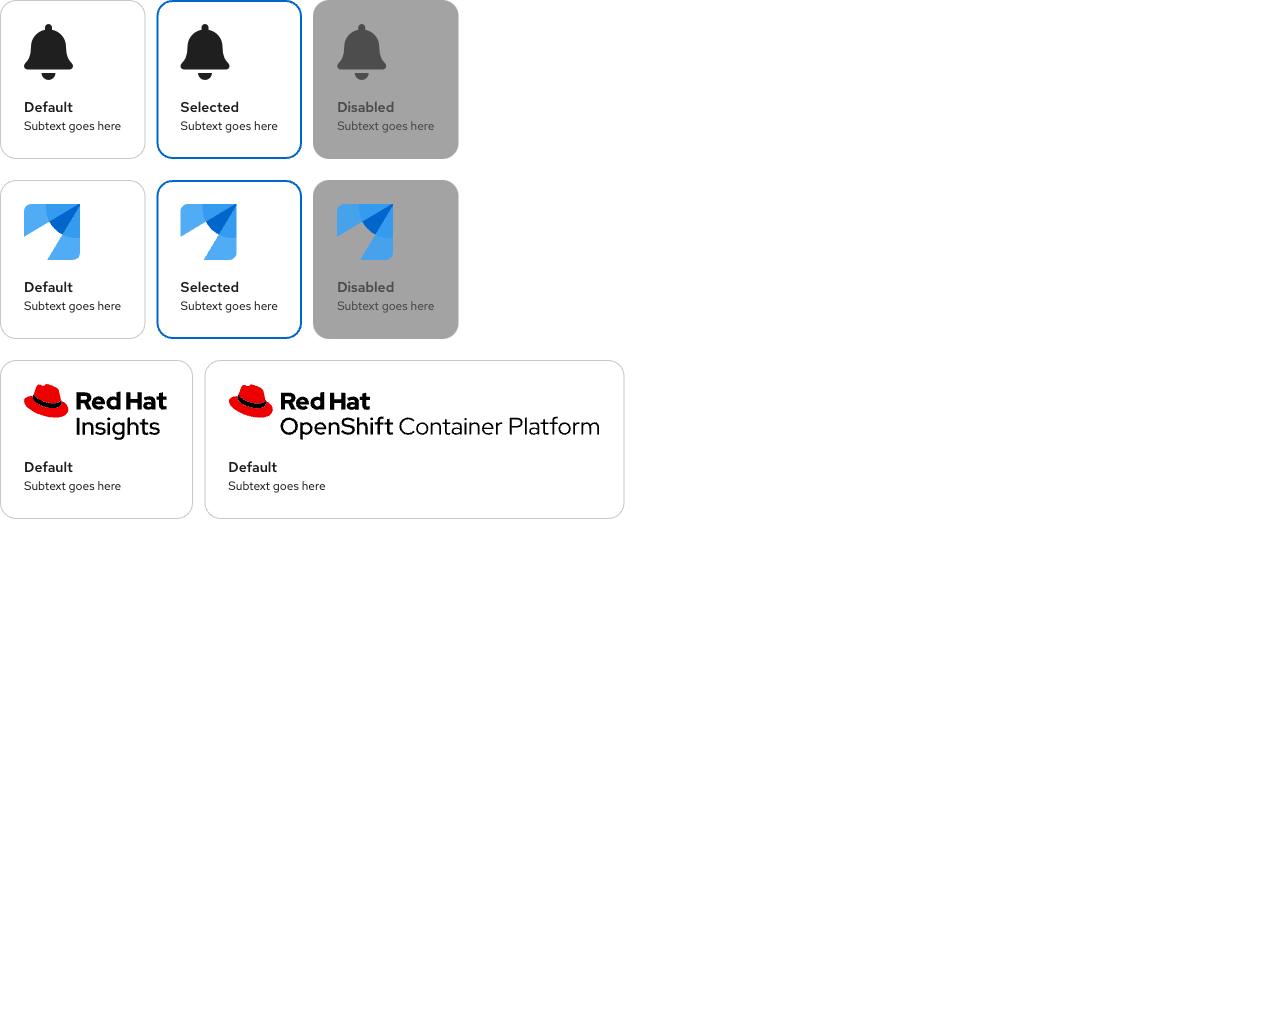 Default
Subtext goes here
Selected
Subtext goes here
Disabled
Subtext goes here
Default
Subtext goes here
Selected
Subtext goes here
Disabled
Subtext goes here
Red Hat
Insights
Default
Subtext goes here
Red Hat
OpenShift Container Platform
Default
Subtext goes here